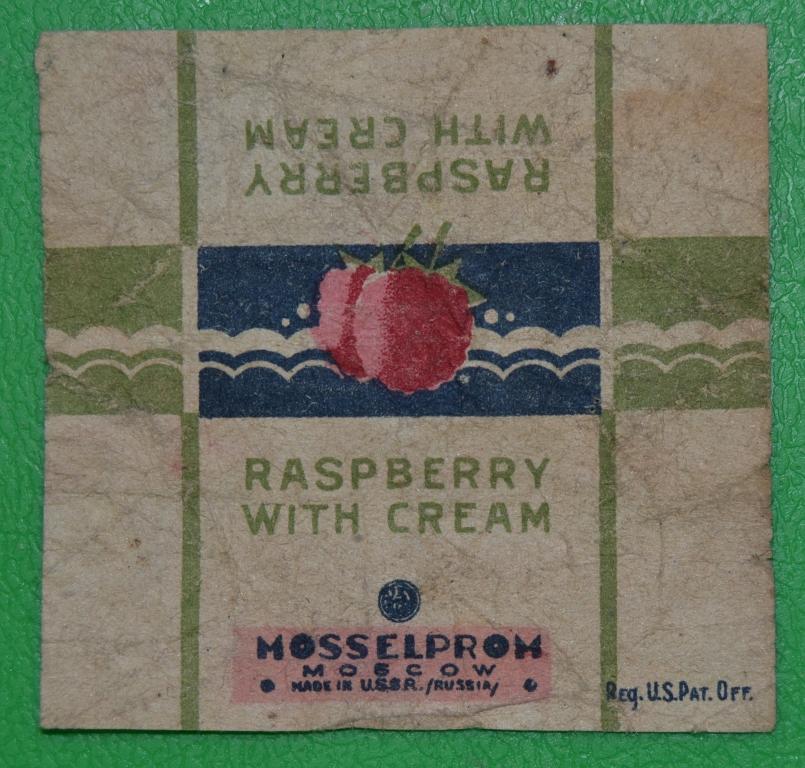 RASPBERRY
WITH CREAM
RASPBERRY
WITH CREAM
MOSSELPROM
MOSCOW
MADE IN U.S.S.R. /RUSSIA/
Reg. U.S. Pat. Off.